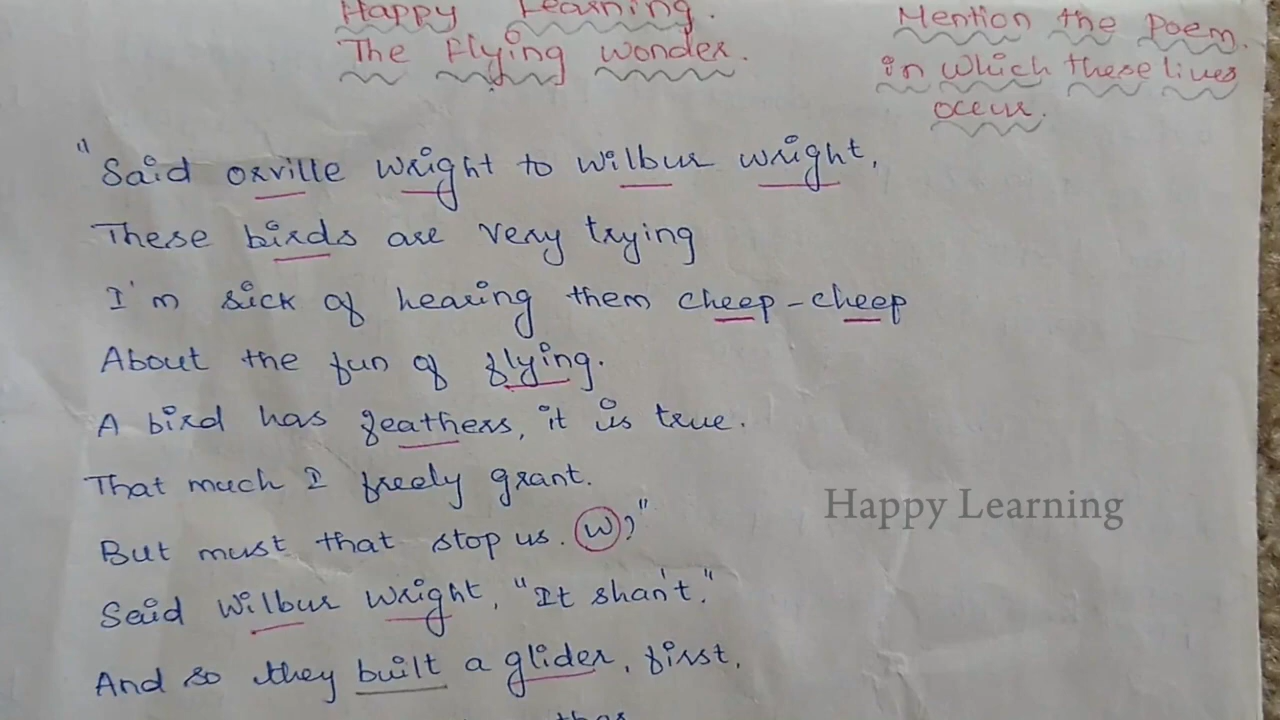 Happy Learning.
The Flying Wonder.
Mention the Poem.
in which these lines
occur.
"Said orville Wright to Wilbur Wright,
These birds are very trying
I'm sick of hearing them cheep-cheep
About the fun of flying.
A bird has feathers, it is true.
That much I freely grant.
But must that stop us. W?"
Said Wilbur Wright, "It shan't."
And so they built a glider, first,
Happy Learning